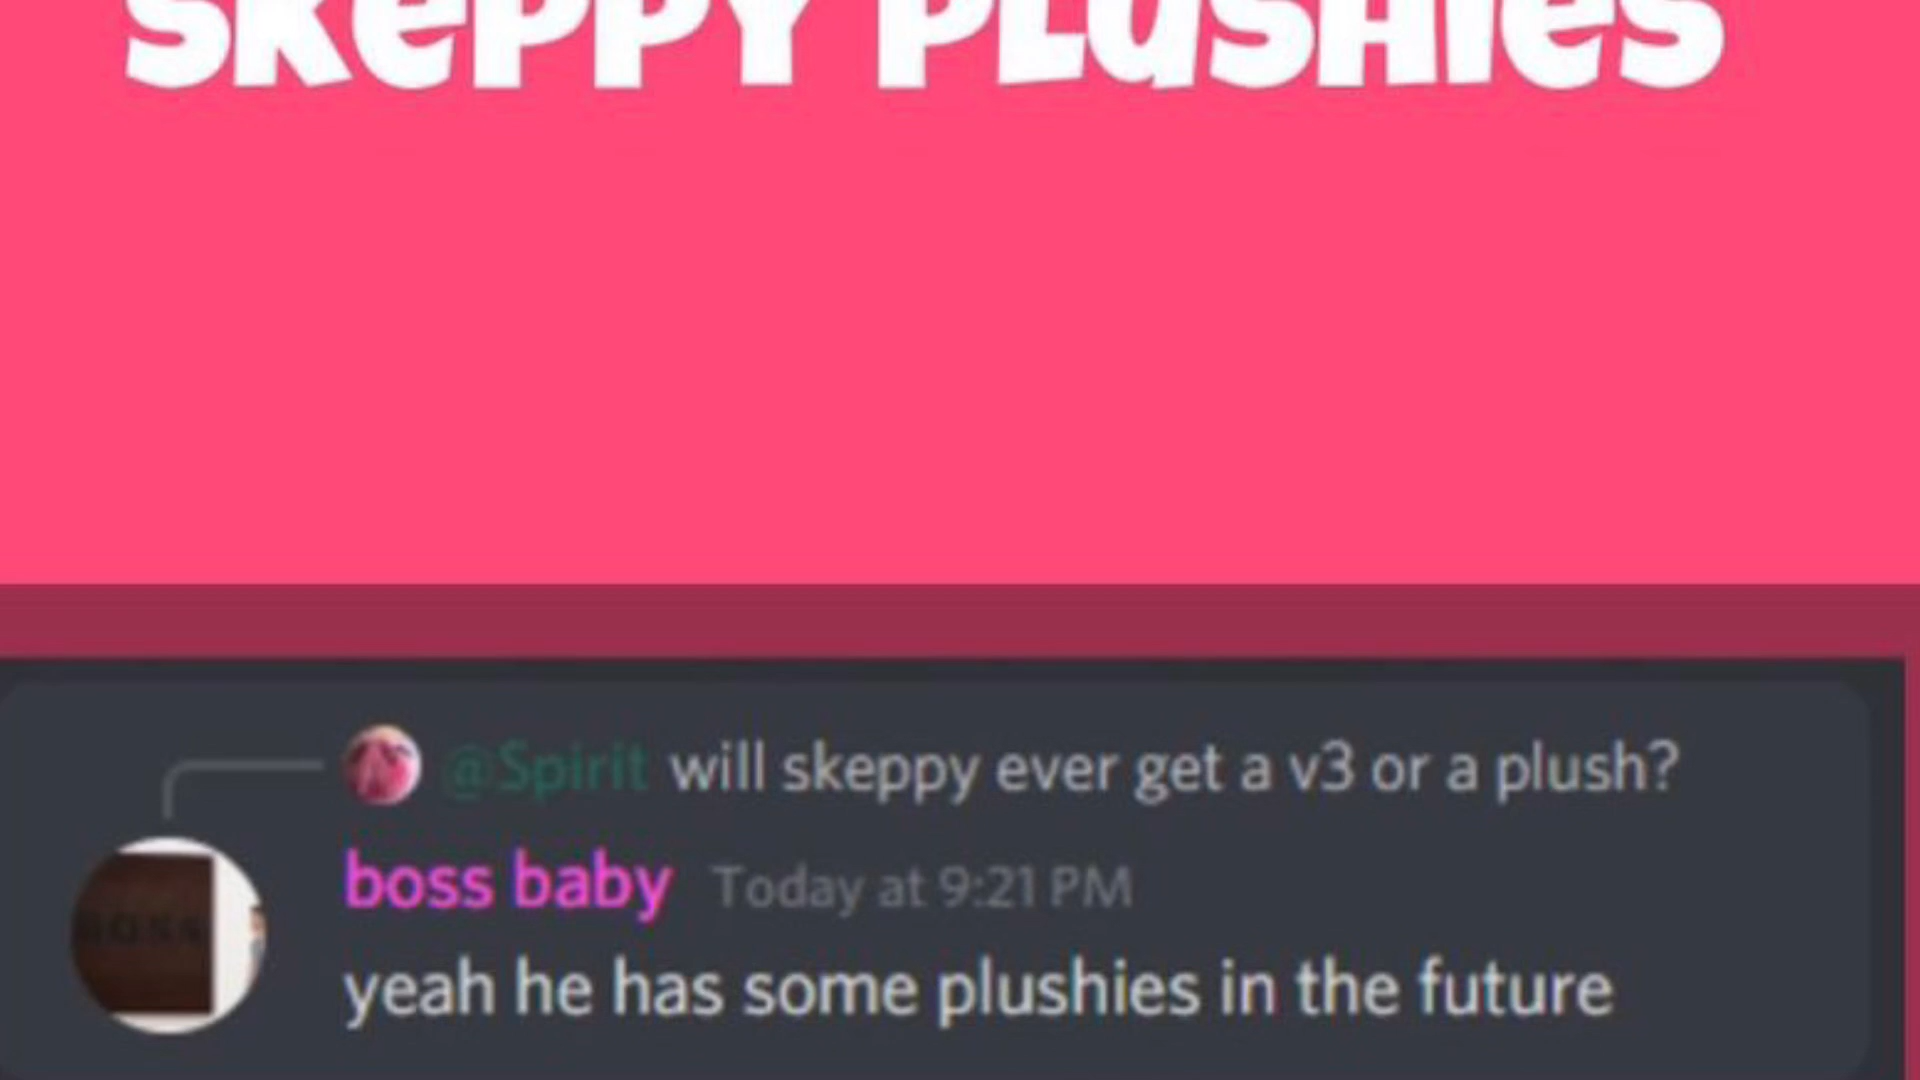 SKePPY PLUSHIES
@Spirit will skeppy ever get a v3 or a plush?
boss baby Today at 9:21 PM
yeah he has some plushies in the future
BOSS